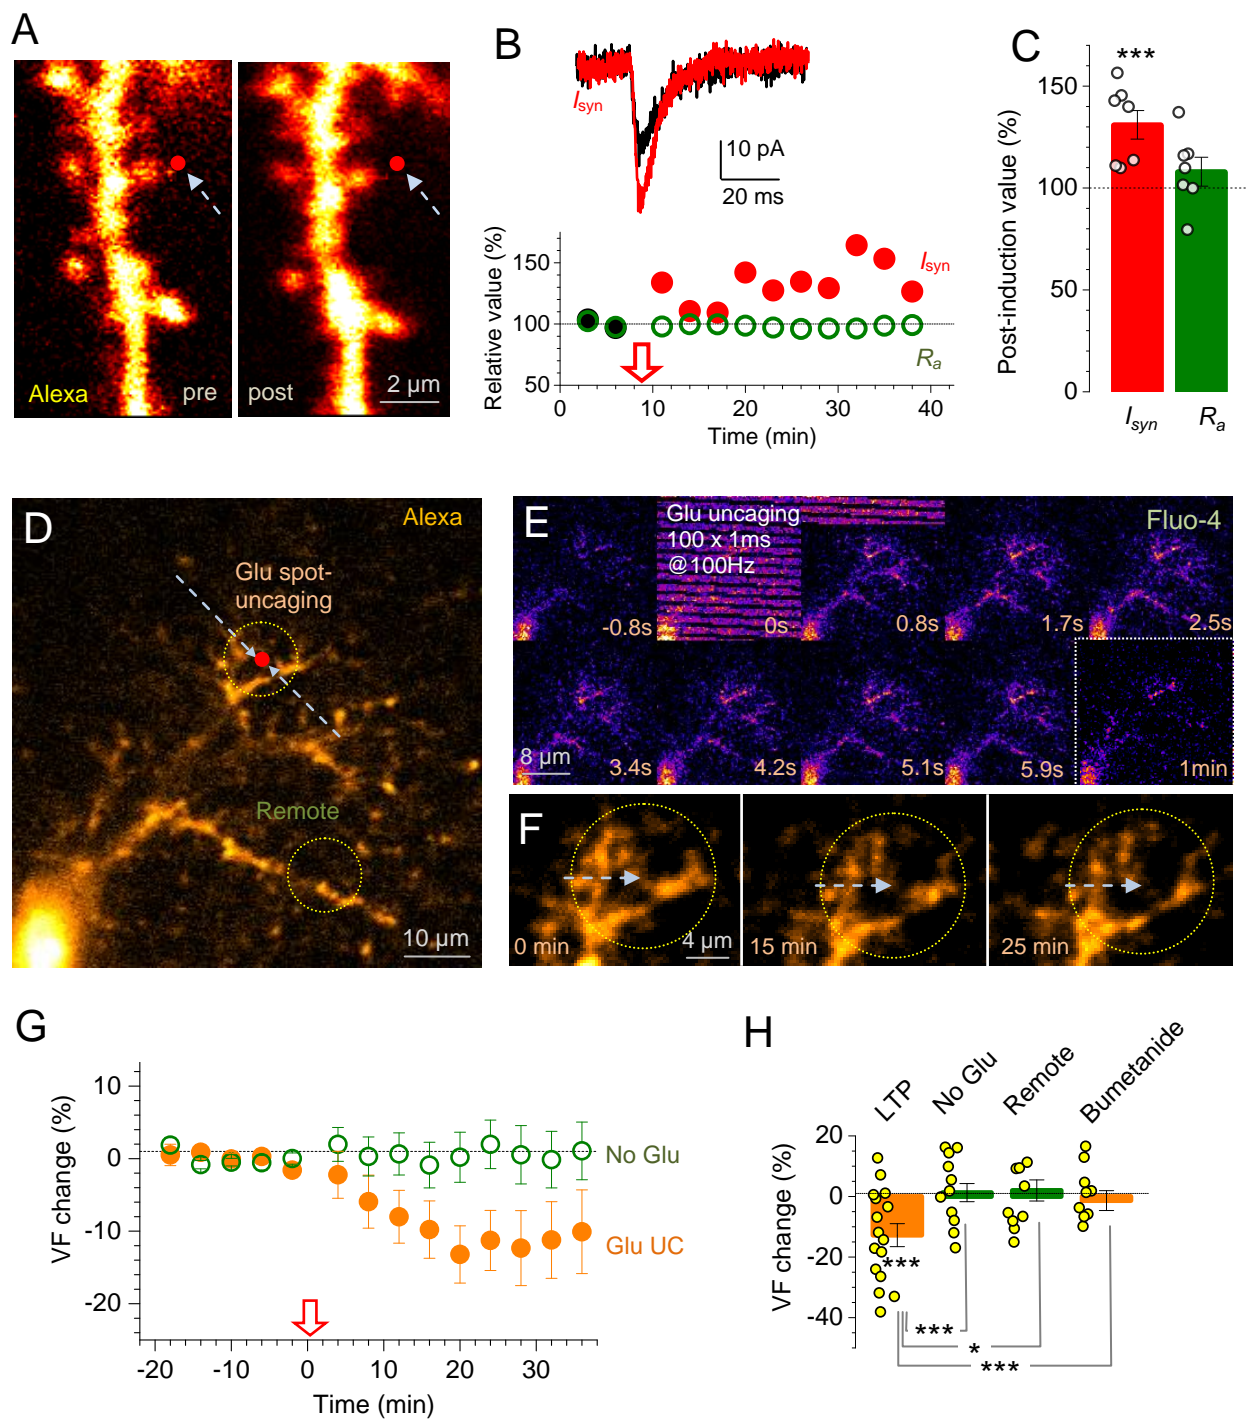 A
Alexa
pre
post
2 µm
B
Isyn
10 pA
20 ms
Relative value (%)
150
100
50
Isyn
Ra
0
10
20
30
40
Time (min)
C
***
Post-induction value (%)
150
100
50
0
Isyn
Ra
D
Alexa
Glu spot-
uncaging
Remote
10 µm
E
Glu uncaging
100 x 1ms
@100Hz
Fluo-4
-0.8s
0s
0.8s
1.7s
2.5s
8 µm
3.4s
4.2s
5.1s
5.9s
1min
F
0 min
4 µm
15 min
25 min
G
VF change (%)
10
0
-10
-20
No Glu
Glu UC
-20
-10
0
10
20
30
Time (min)
H
LTP
No Glu
Remote
Bumetanide
VF change (%)
20
0
-20
-40
***
***
*
***